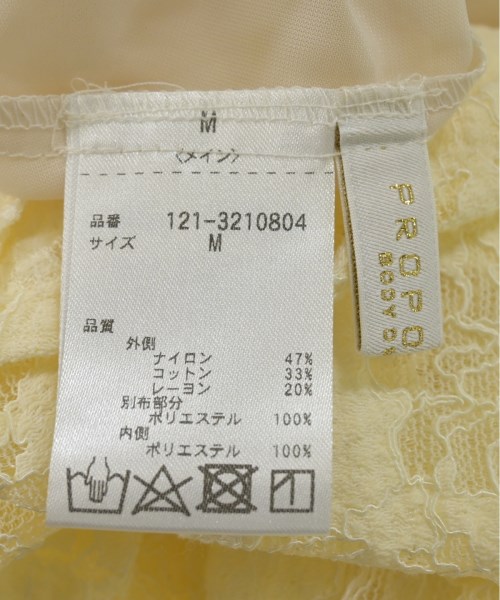 M
〈メイン〉
品番 121-3210804
サイズ M
品質
外側
ナイロン 47%
コットン 33%
レーヨン 20%
別布部分
ポリエステル 100%
内側
ポリエステル 100%
PROPO
BODY D